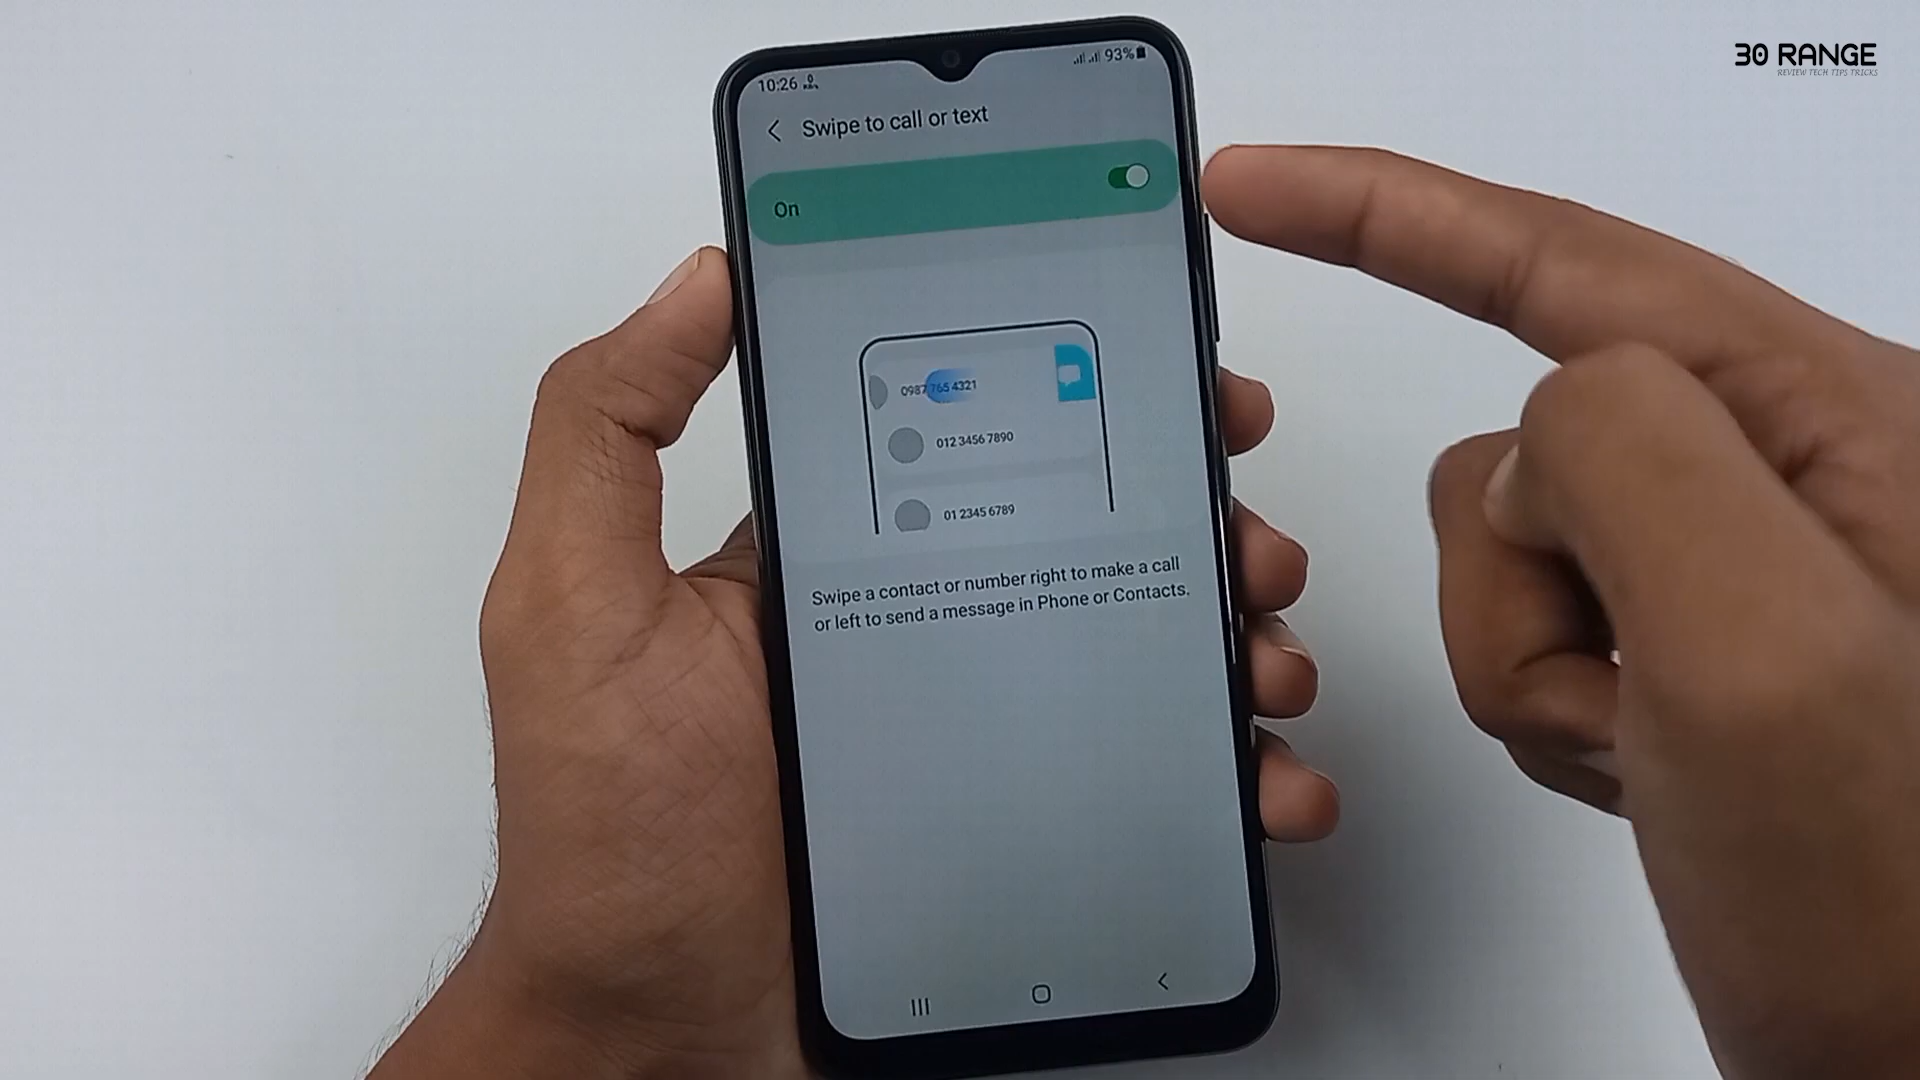 30 RANGE
REVIEW TECH TIPS TRICKS
10:26
93%
Swipe to call or text
On
0987 765 4321
012 3456 7890
01 2345 6789
Swipe a contact or number right to make a call
or left to send a message in Phone or Contacts.